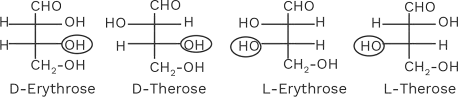 CHO CHO CHO CHO
H OH HO H HO H H OH
H OH H OH HO H HO H
CH2-OH CH2-OH CH2-OH CH2-OH
D-Erythrose D-Therose L-Erythrose L-Therose